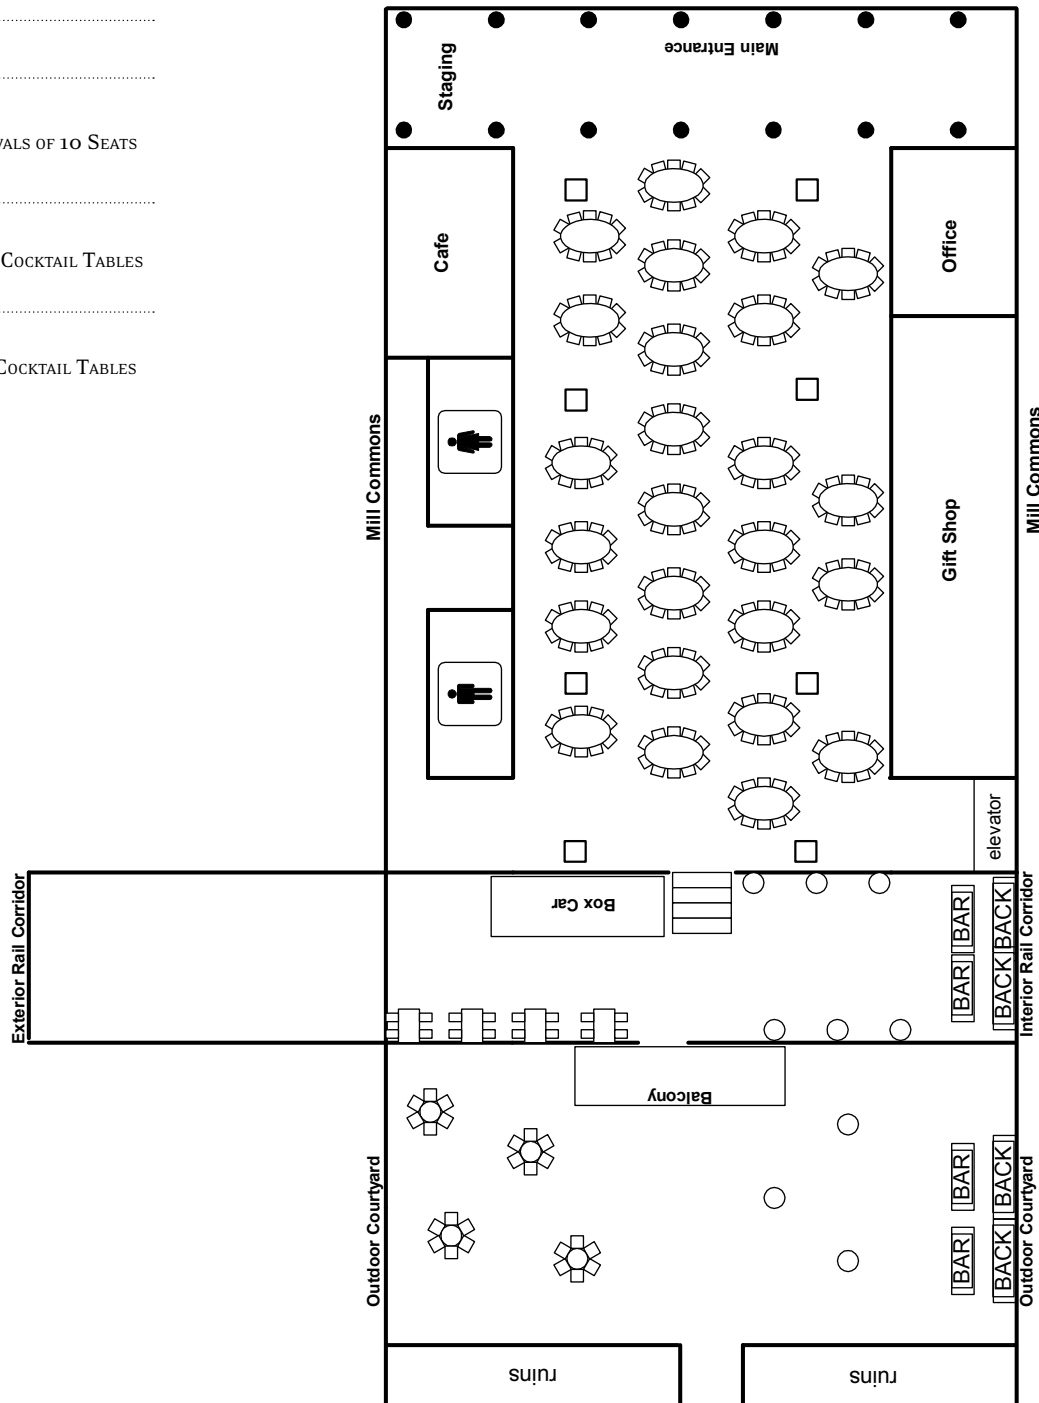 VALS OF 10 SEATS
COCKTAIL TABLES
COCKTAIL TABLES
Main Entrance
Staging
Cafe
Office
Mill Commons
Mill Commons
Gift Shop
elevator
Exterior Rail Corridor
Box Car
BAR
BACK
BAR
BACK
Interior Rail Corridor
Balcony
Outdoor Courtyard
BAR
BACK
BAR
BACK
Outdoor Courtyard
ruins
ruins